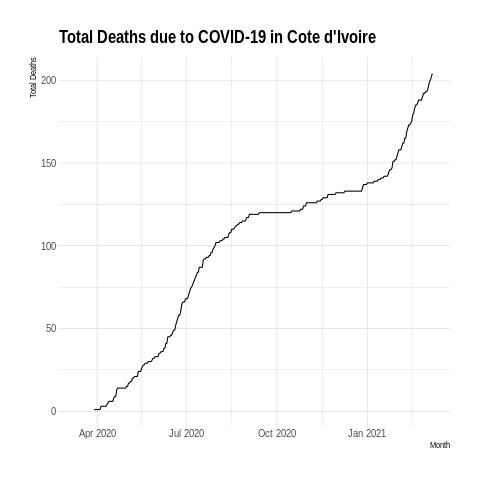 Total Deaths due to COVID-19 in Cote d'Ivoire
Total Deaths
200
150
100
50
0
Apr 2020 Jul 2020 Oct 2020 Jan 2021
Month